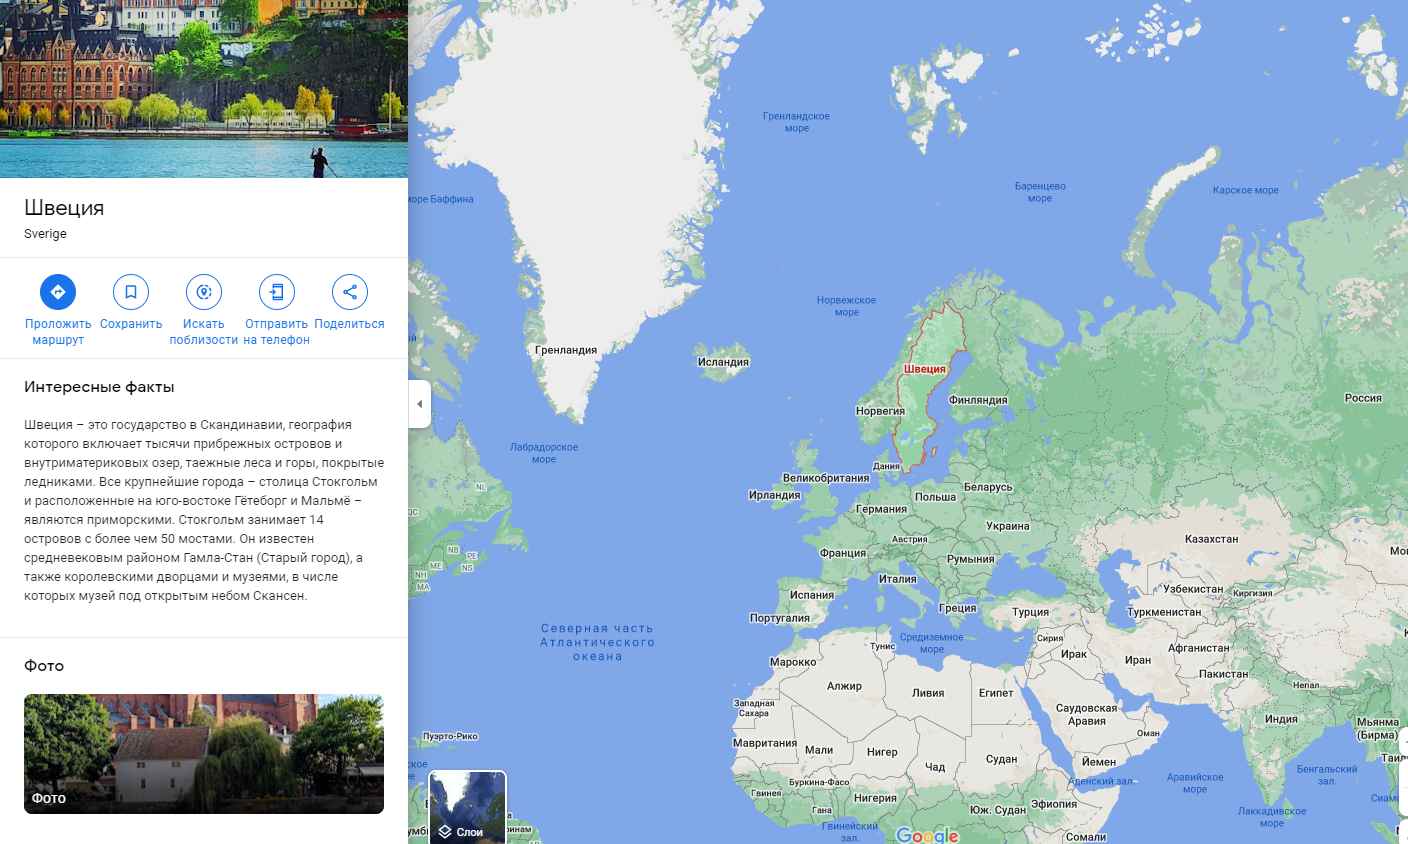 Швеция
Sverige
Проложить
маршрут
Сохранить
Искать
поблизости
Отправить
на телефон
Поделиться
Интересные факты
Швеция – это государство в Скандинавии, география
которого включает тысячи прибрежных островов и
внутриматериковых озер, таежные леса и горы, покрытые
ледниками. Все крупнейшие города – столица Стокгольм
и расположенные на юго-востоке Гётеборг и Мальмё –
являются приморскими. Стокгольм занимает 14
островов с более чем 50 мостами. Он известен
средневековым районом Гамла-Стан (Старый город), а
также королевскими дворцами и музеями, в числе
которых музей под открытым небом Скансен.
Фото
Фото
Гренландское
море
Баренцево
море
Карское море
море Баффина
Норвежское
море
Гренландия
Исландия
Швеция
Норвегия
Финляндия
Россия
Лабрадорское
море
Дания
Великобритания
Ирландия
Беларусь
Польша
Германия
Украина
Австрия
Франция
Румыния
Казахстан
Италия
Испания
Узбекистан
Киргизия
Греция
Турция
Туркменистан
Португалия
NL
QC
NB
PE
ME
NS
NH
MA
Северная часть
Атлантического
океана
Средиземное
море
Тунис
Сирия
Марокко
Ирак
Иран
Афганистан
Пакистан
Непал
Алжир
Ливия
Египет
Западная
Сахара
Саудовская
Аравия
Оман
Индия
Мьянма
(Бирма)
Мавритания
Мали
Нигер
Чад
Судан
Йемен
Пуэрто-Рико
Буркина-Фасо
Гвинея
Гана
Нигерия
Юж. Судан
Эфиопия
Аденский зал.
Аравийское
море
Бенгальский
зал.
Лаккадивское
море
Гвинейский
зал.
Сомали
Слои
Google